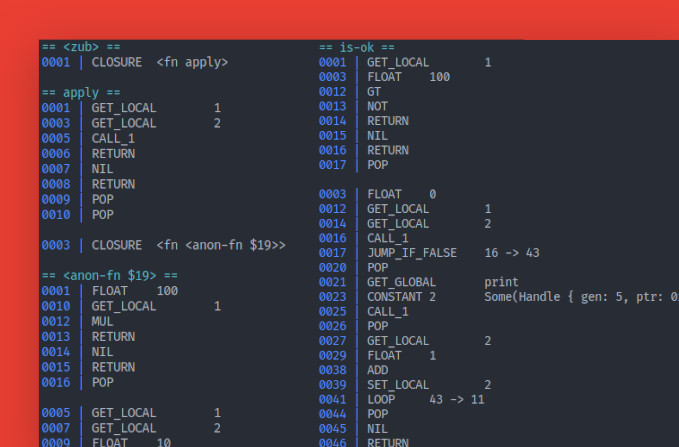 == <zub> ==
0001 | CLOSURE <fn apply>
== apply ==
0001 | GET_LOCAL 1
0003 | GET_LOCAL 2
0005 | CALL_1
0006 | RETURN
0007 | NIL
0008 | RETURN
0009 | POP
0010 | POP
0003 | CLOSURE <fn <anon-fn $19>>
== <anon-fn $19> ==
0001 | FLOAT 100
0010 | GET_LOCAL 1
0012 | MUL
0013 | RETURN
0014 | NIL
0015 | RETURN
0016 | POP
0005 | GET_LOCAL 1
0007 | GET_LOCAL 2
0009 | FLOAT 10
== is-ok ==
0001 | GET_LOCAL 1
0003 | FLOAT 100
0012 | GT
0013 | NOT
0014 | RETURN
0015 | NIL
0016 | RETURN
0017 | POP
0003 | FLOAT 0
0012 | GET_LOCAL 1
0014 | GET_LOCAL 2
0016 | CALL_1
0017 | JUMP_IF_FALSE 16 -> 43
0020 | POP
0021 | GET_GLOBAL print
0023 | CONSTANT 2 Some(Handle { gen: 5, ptr: 0
0025 | CALL_1
0026 | POP
0027 | GET_LOCAL 2
0029 | FLOAT 1
0038 | ADD
0039 | SET_LOCAL 2
0041 | LOOP 43 -> 11
0044 | POP
0045 | NIL
0046 | RETURN